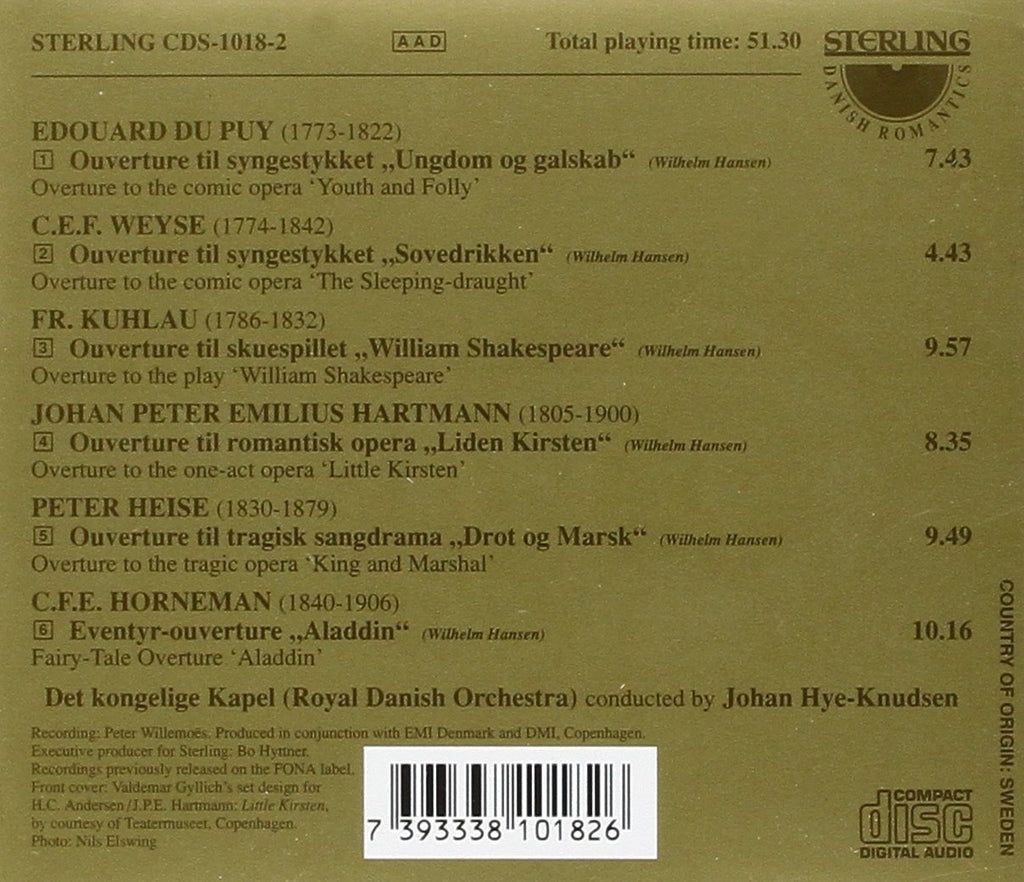 STERLING CDS-1018-2 AAD Total playing time: 51.30 STERLING
DANISH ROMANTICS
EDOUARD DU PUY (1773-1822)
1 Ouverture til syngestykket „Ungdom og galskab“ (Wilhelm Hansen) 7.43
Overture to the comic opera ‘Youth and Folly’
C.E.F. WEYSE (1774-1842)
2 Ouverture til syngestykket „Sovedrikken“ (Wilhelm Hansen) 4.43
Overture to the comic opera ‘The Sleeping-draught’
FR. KUHLAU (1786-1832)
3 Ouverture til skuespillet „William Shakespeare“ (Wilhelm Hansen) 9.57
Overture to the play ‘William Shakespeare’
JOHAN PETER EMILIUS HARTMANN (1805-1900)
4 Ouverture til romantisk opera „Liden Kirsten“ (Wilhelm Hansen) 8.35
Overture to the one-act opera ‘Little Kirsten’
PETER HEISE (1830-1879)
5 Ouverture til tragisk sangdrama „Drot og Marsk“ (Wilhelm Hansen) 9.49
Overture to the tragic opera ‘King and Marshal’
C.F.E. HORNEMAN (1840-1906)
6 Eventyr-ouverture „Aladdin“ (Wilhelm Hansen) 10.16
Fairy-Tale Overture ‘Aladdin’
Det kongelige Kapel (Royal Danish Orchestra) conducted by Johan Hye-Knudsen
Recording: Peter Willemoës. Produced in conjunction with EMI Denmark and DMI, Copenhagen.
Executive producer for Sterling: Bo Hyttner.
Recordings previously released on the FONA label.
Front cover: Valdemar Gyllich's set design for
H.C. Andersen/J.P.E. Hartmann: Little Kirsten,
by courtesy of Teatermuseet, Copenhagen.
Photo: Nils Elswing
7 393338 101826
COMPACT
disc
DIGITAL AUDIO
COUNTRY OF ORIGIN: SWEDEN